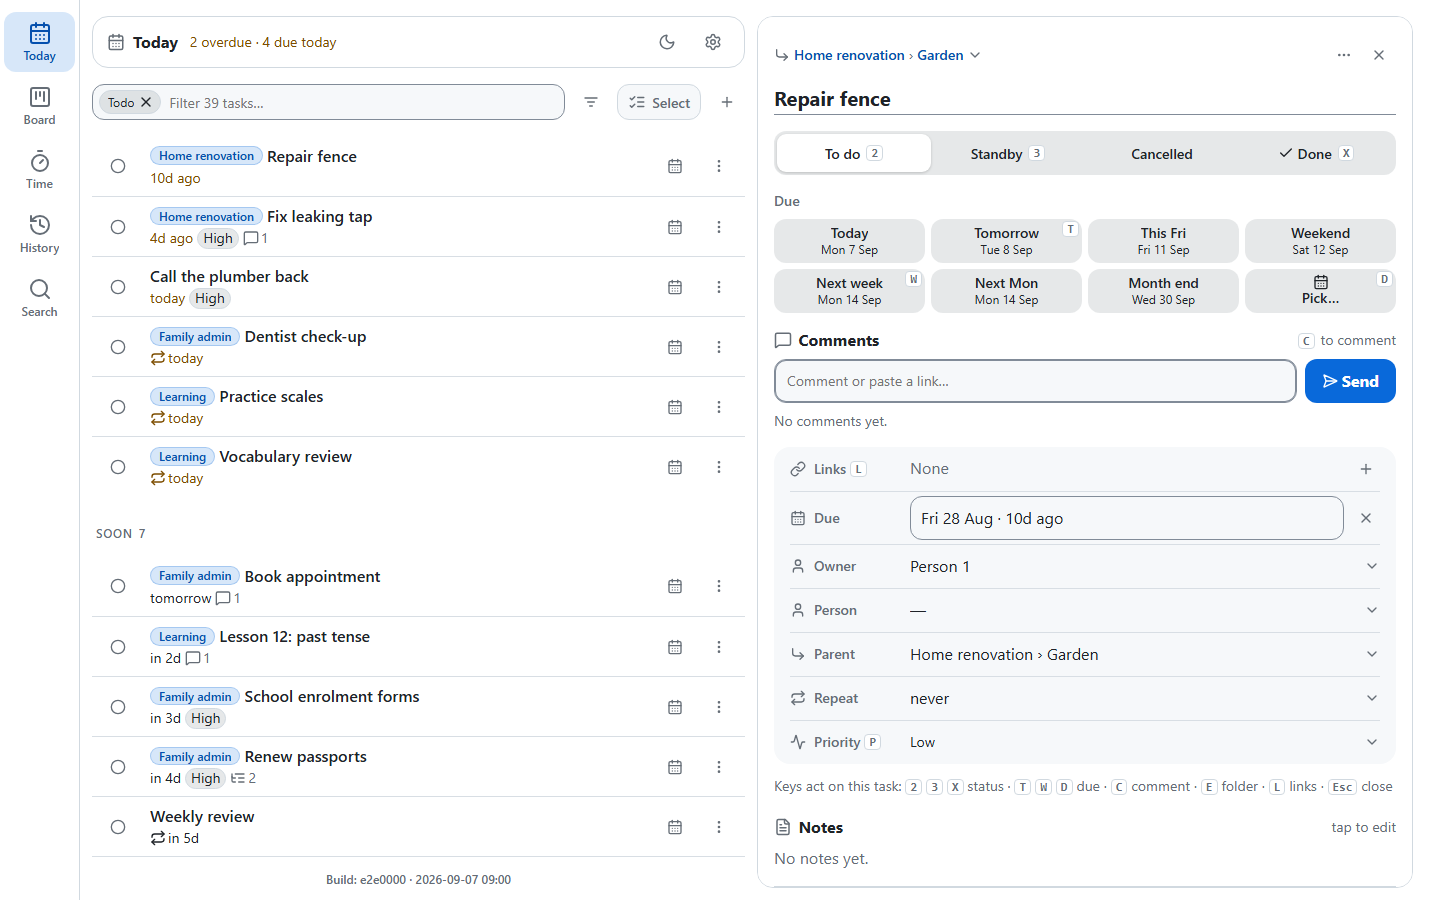 Today
Board
Time
History
Search
Today 2 overdue · 4 due today
Todo Filter 39 tasks...
Select
Home renovation Repair fence
10d ago
Home renovation Fix leaking tap
4d ago High 1
Call the plumber back
today High
Family admin Dentist check-up
today
Learning Practice scales
today
Learning Vocabulary review
today
SOON 7
Family admin Book appointment
tomorrow 1
Learning Lesson 12: past tense
in 2d 1
Family admin School enrolment forms
in 3d High
Family admin Renew passports
in 4d High 2
Weekly review
in 5d
Build: e2e0000 · 2026-09-07 09:00
Home renovation › Garden
Repair fence
To do 2 Standby 3 Cancelled Done X
Due
Today
Mon 7 Sep
Tomorrow T
Tue 8 Sep
This Fri
Fri 11 Sep
Weekend
Sat 12 Sep
Next week W
Mon 14 Sep
Next Mon
Mon 14 Sep
Month end
Wed 30 Sep
Pick... D
Comments C to comment
Comment or paste a link... Send
No comments yet.
Links L None
Due Fri 28 Aug · 10d ago
Owner Person 1
Person —
Parent Home renovation › Garden
Repeat never
Priority P Low
Keys act on this task: 2 3 X status · T W D due · C comment · E folder · L links · Esc close
Notes tap to edit
No notes yet.